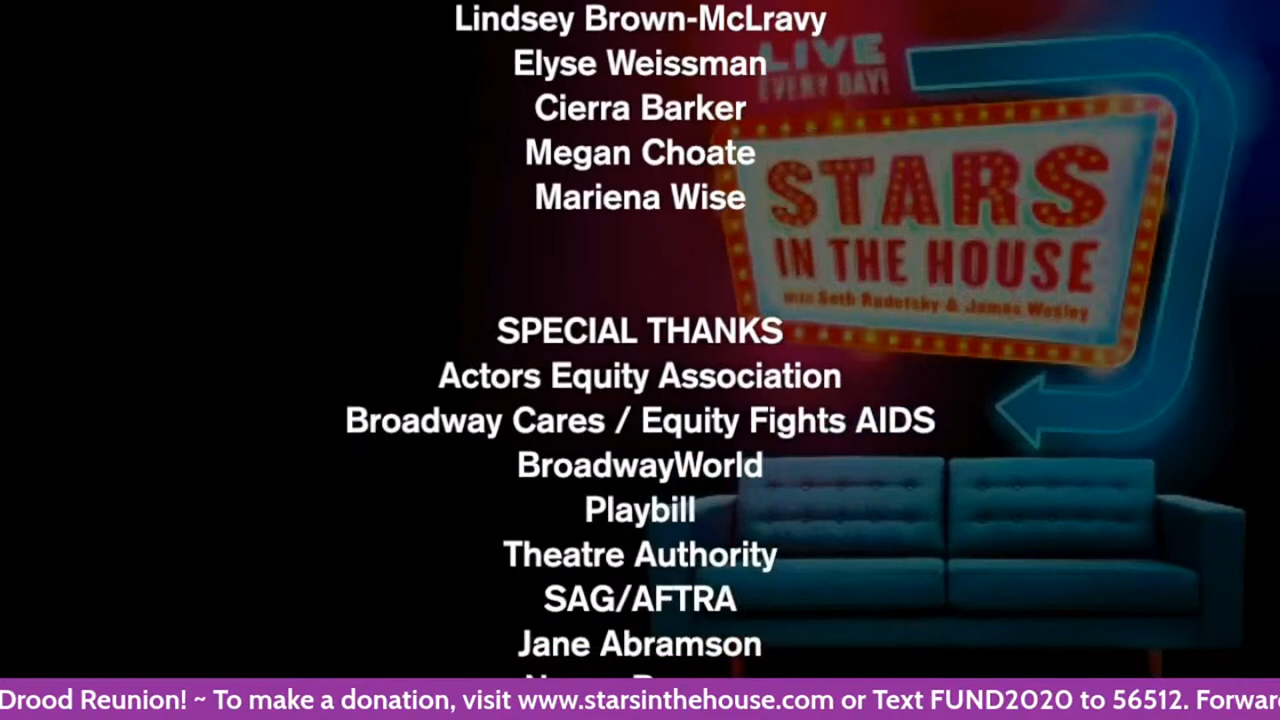 Lindsey Brown-McLravy
Elyse Weissman
Cierra Barker
Megan Choate
Mariena Wise
LIVE
EVERY DAY!
STARS
IN THE HOUSE
with Seth Rudetsky & James Wesley
SPECIAL THANKS
Actors Equity Association
Broadway Cares / Equity Fights AIDS
BroadwayWorld
Playbill
Theatre Authority
SAG/AFTRA
Jane Abramson
Drood Reunion! ~ To make a donation, visit www.starsinthehouse.com or Text FUND2020 to 56512. Forward